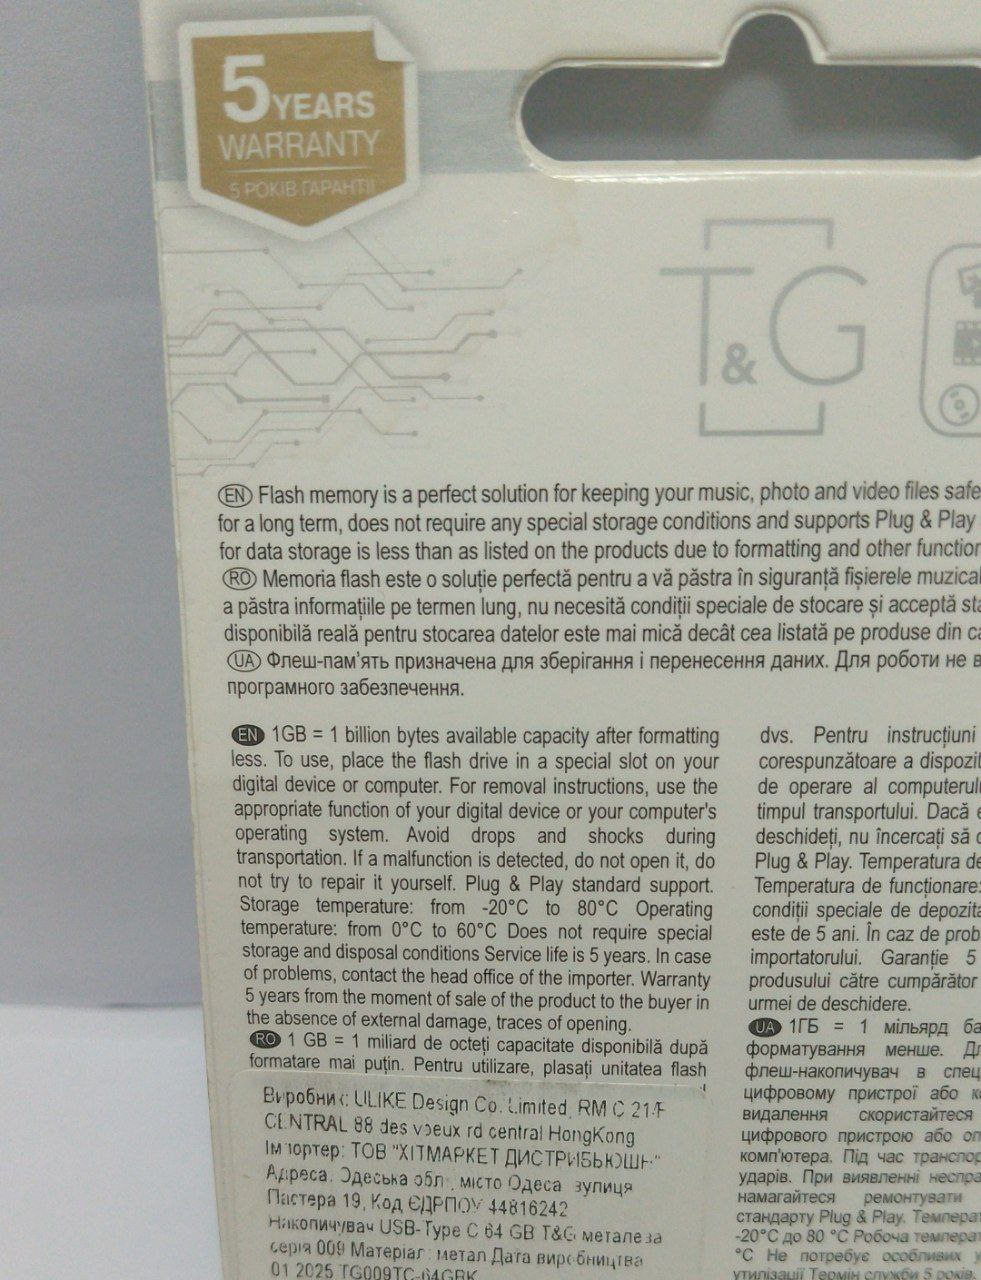 5 YEARS
WARRANTY
5 РОКІВ ГАРАНТІЇ
T&G
EN Flash memory is a perfect solution for keeping your music, photo and video files safe
for a long term, does not require any special storage conditions and supports Plug & Play
for data storage is less than as listed on the products due to formatting and other
RO Memoria flash este o soluție perfectă pentru a vă păstra în siguranță fișierele
a păstra informațiile pe termen lung, nu necesită condiții speciale de stocare și acceptă
disponibilă reală pentru stocarea datelor este mai mică decât cea listată pe produse din
UA Флеш-пам'ять призначена для зберігання і перенесення даних. Для роботи не
програмного забезпечення.
EN 1GB = 1 billion bytes available capacity after formatting
less. To use, place the flash drive in a special slot on your
digital device or computer. For removal instructions, use the
appropriate function of your digital device or your computer's
operating system. Avoid drops and shocks during
transportation. If a malfunction is detected, do not open it, do
not try to repair it yourself. Plug & Play standard support.
Storage temperature: from -20°C to 80°C Operating
temperature: from 0°C to 60°C Does not require special
storage and disposal conditions Service life is 5 years. In case
of problems, contact the head office of the importer. Warranty
5 years from the moment of sale of the product to the buyer in
the absence of external damage, traces of opening.
RO 1 GB = 1 miliard de octeți capacitate disponibilă după
formatare mai puțin. Pentru utilizare, plasați unitatea flash
Виробник: ULIKE Design Co. Limited, RM C 21/F
CENTRAL 88 des voeux rd central HongKong
Імпортер: ТОВ "ХІТМАРКЕТ ДИСТРИБЬЮШН"
Адреса: Одеська обл., місто Одеса вулиця
Пастера 19, Код ЄДРПОУ 44816242
Накопичувач USB-Type C 64 GB T&G металева
серія 009 Матеріал: метал Дата виробництва
01.2025 TG009TC-64GBK
dvs. Pentru instrucțiuni
corespunzătoare a
de operare al
timpul transportului. Dacă
deschideți, nu încercați să
Plug & Play. Temperatura
Temperatura de funcționare:
condiții speciale de
este de 5 ani. În caz de
importatorului. Garanție 5
produsului către cumpărător
urmei de deschidere.
UA 1ГБ = 1 мільярд
форматування менше.
флеш-накопичувач в
цифровому пристрої або
видалення скористайтеся
цифрового пристрою або
комп'ютера. Під час
ударів. При виявленні
намагайтеся ремонтувати
стандарту Plug & Play.
-20°C до 80 °C Робоча
°C Не потребує особливих
утилізації Термін служби 5 років.